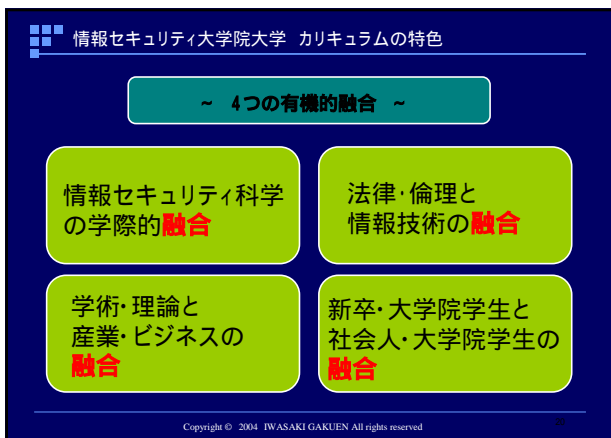 情報セキュリティ大学院大学 カリキュラムの特色
~ 4つの有機的融合 ~
情報セキュリティ科学
の学際的融合
法律・倫理と
情報技術の融合
学術・理論と
産業・ビジネスの
融合
新卒・大学院学生と
社会人・大学院学生の
融合
Copyright © 2004 IWASAKI GAKUEN All rights reserved